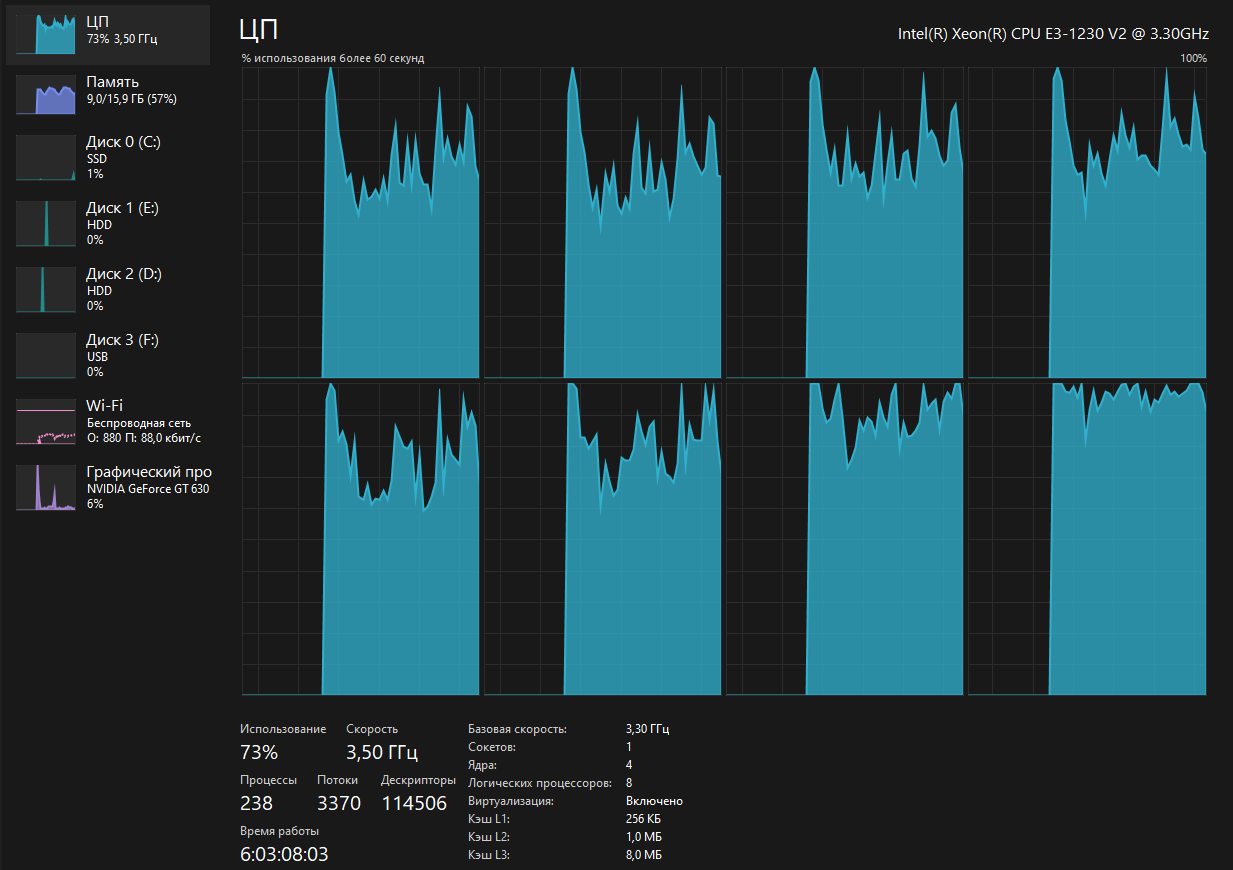 ЦП
73% 3,50 ГГц
Память
9,0/15,9 ГБ (57%)
Диск 0 (C:)
SSD
1%
Диск 1 (E:)
HDD
0%
Диск 2 (D:)
HDD
0%
Диск 3 (F:)
USB
0%
Wi-Fi
Беспроводная сеть
О: 880 П: 88,0 кбит/с
Графический про
NVIDIA GeForce GT 630
6%
ЦП
Intel(R) Xeon(R) CPU E3-1230 V2 @ 3.30GHz
% использования более 60 секунд
100%
Использование
73%
Скорость
3,50 ГГц
Процессы
238
Потоки
3370
Дескрипторы
114506
Время работы
6:03:08:03
Базовая скорость: 3,30 ГГц
Сокетов: 1
Ядра: 4
Логических процессоров: 8
Виртуализация: Включено
Кэш L1: 256 КБ
Кэш L2: 1,0 МБ
Кэш L3: 8,0 МБ